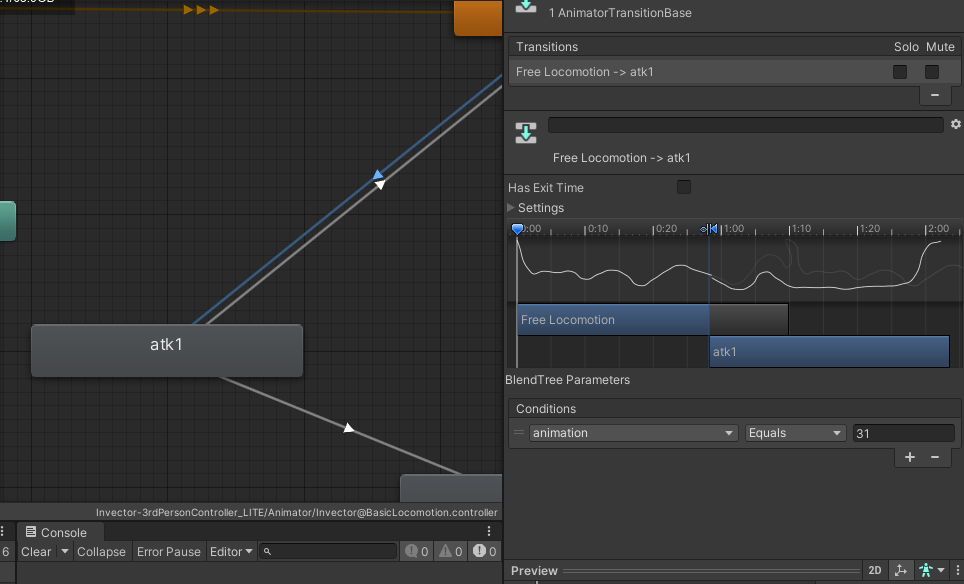 1 AnimatorTransitionBase
Transitions Solo Mute
Free Locomotion -> atk1
Free Locomotion -> atk1
Has Exit Time
Settings
0:00 0:10 0:20 1:00 1:10 1:20 2:00
Free Locomotion
atk1
BlendTree Parameters
Conditions
animation Equals 31
atk1
Invector-3rdPersonController_LITE/Animator/Invector@BasicLocomotion.controller
Console
6 Clear Collapse Error Pause Editor 0 0 0
Preview 2D